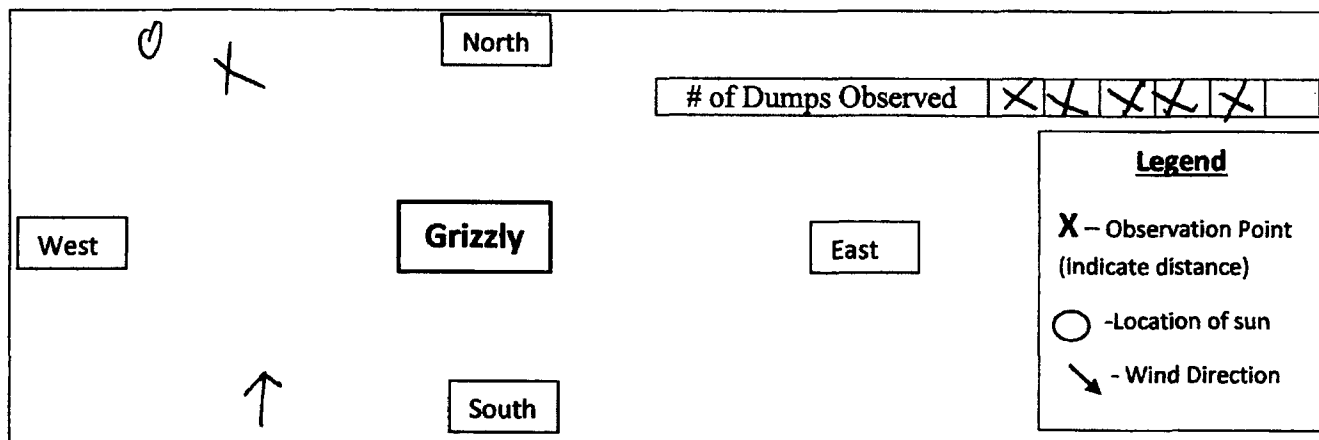 North
# of Dumps Observed X X X X X
Legend
X – Observation Point
(indicate distance)
-Location of sun
- Wind Direction
X
West
Grizzly
East
South